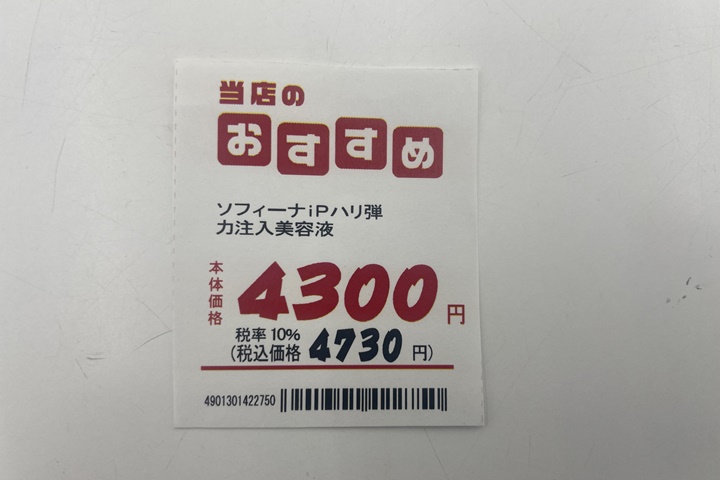 当店の
おすすめ
ソフィーナiPハリ弾
力注入美容液
本体価格 4300円
税率10%
(税込価格 4730 円)
4901301422750